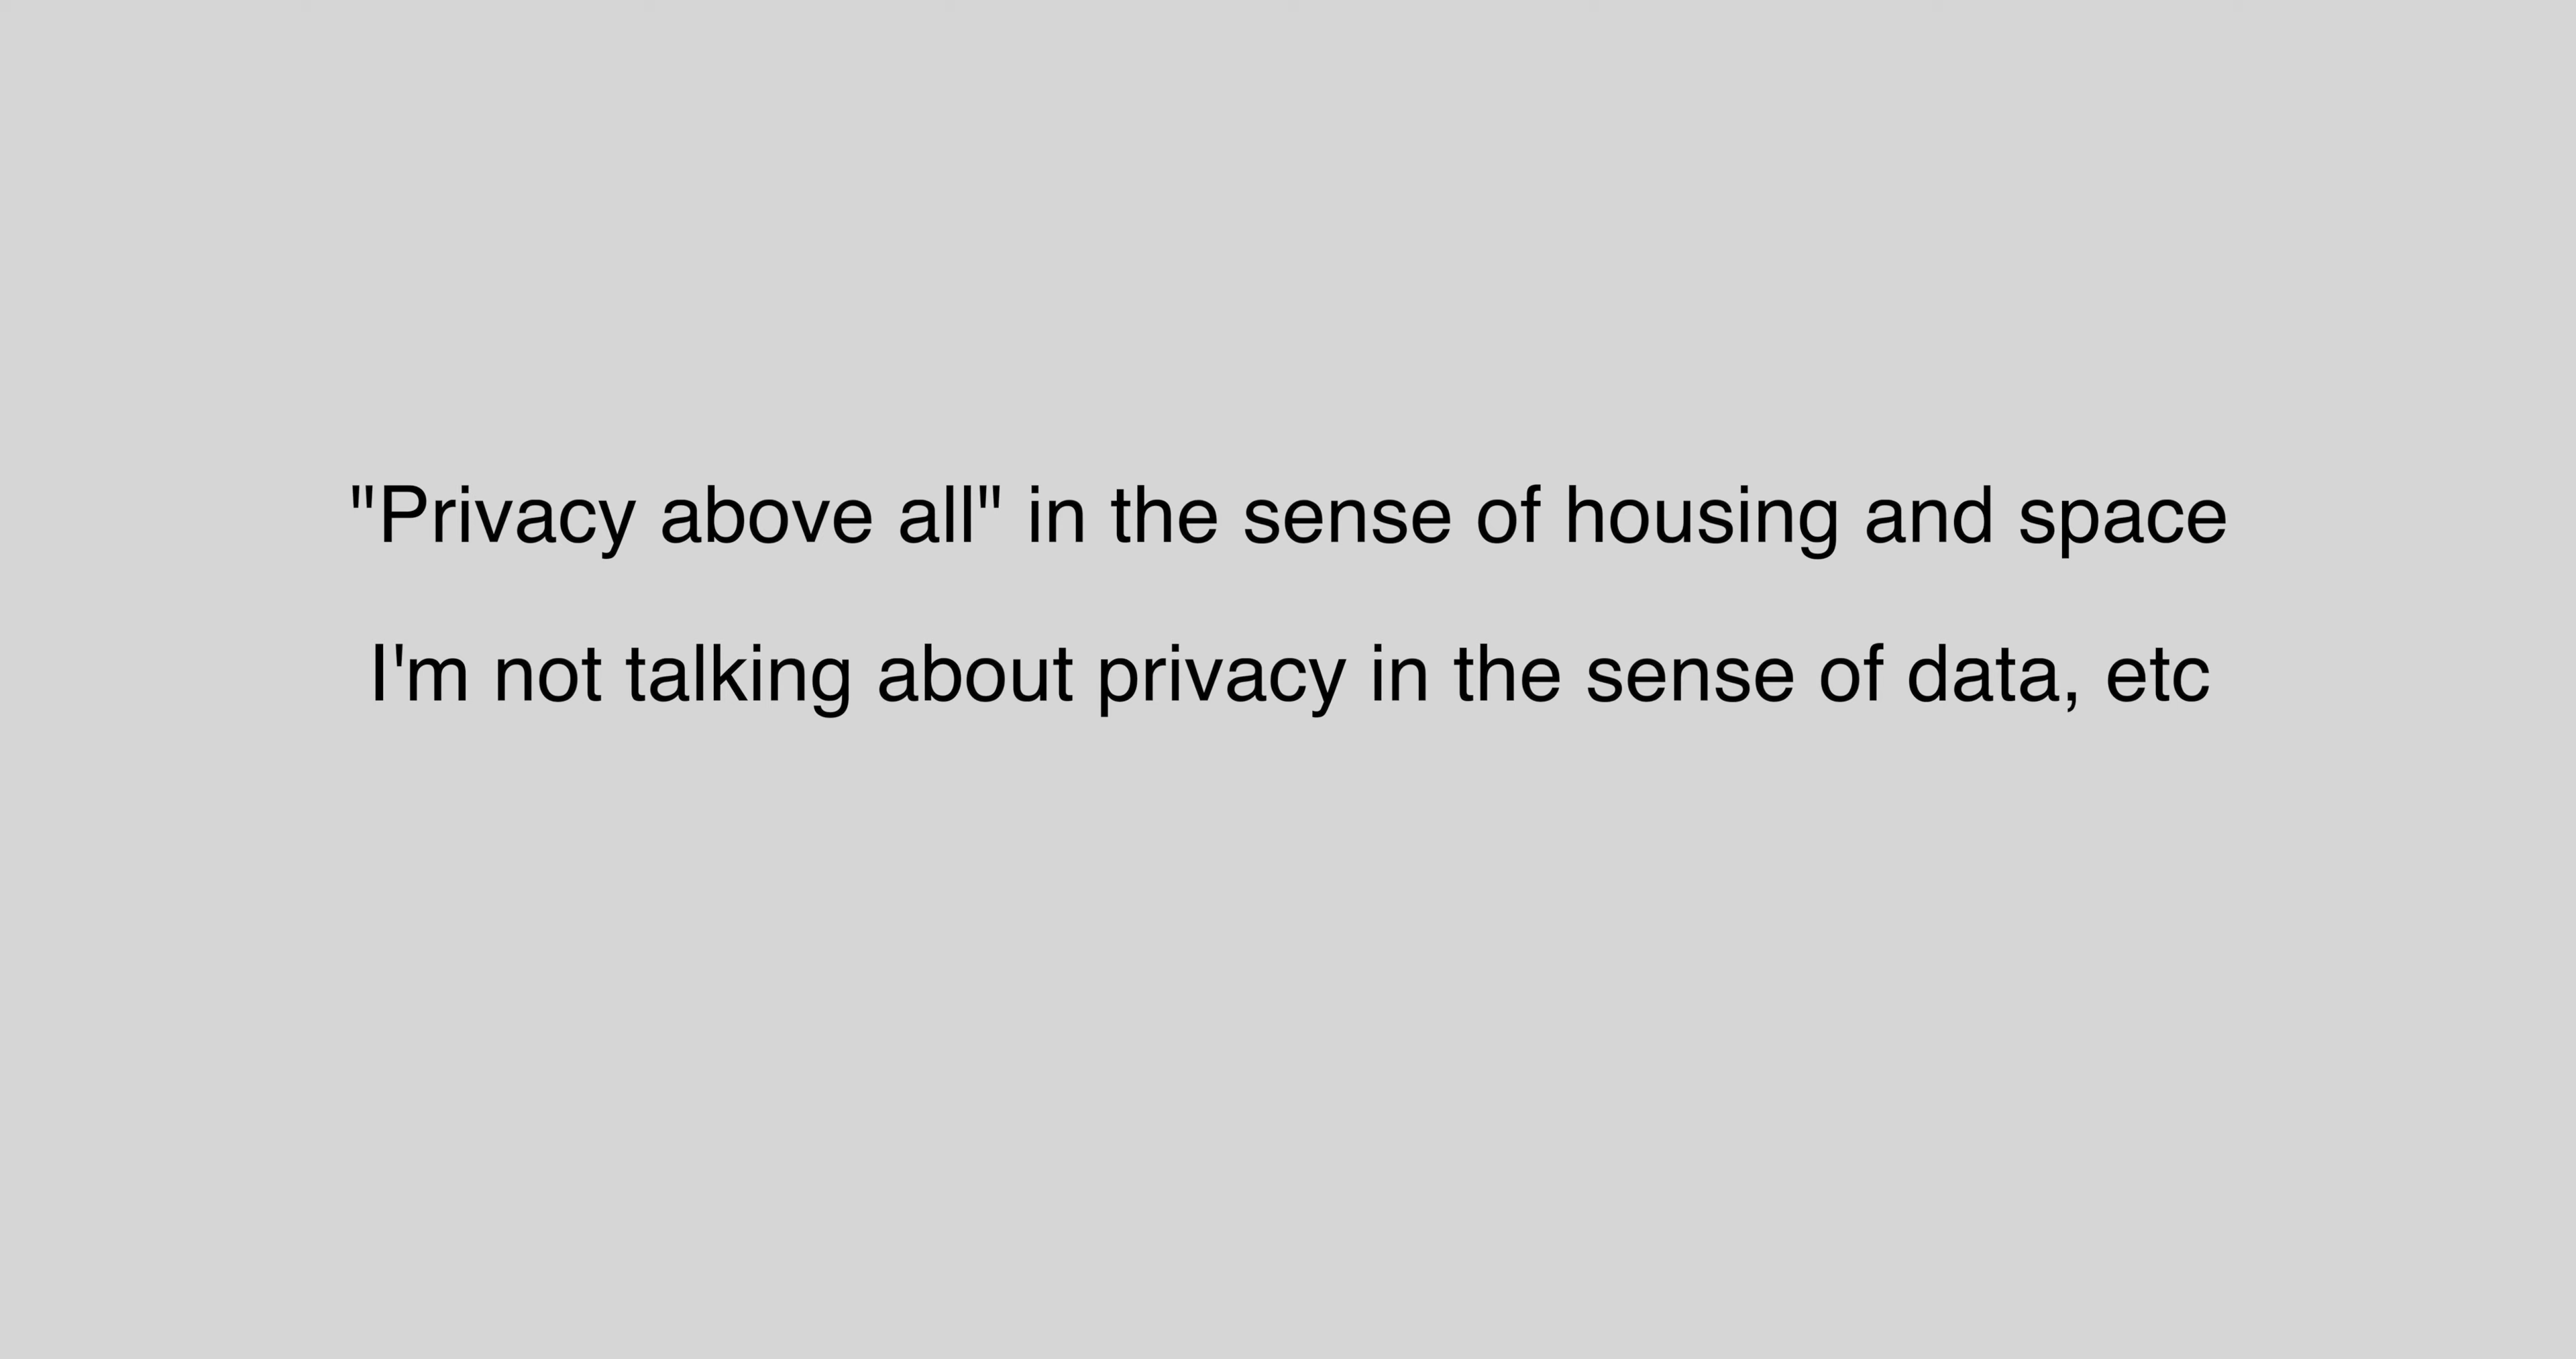 "Privacy above all" in the sense of housing and space
I'm not talking about privacy in the sense of data, etc